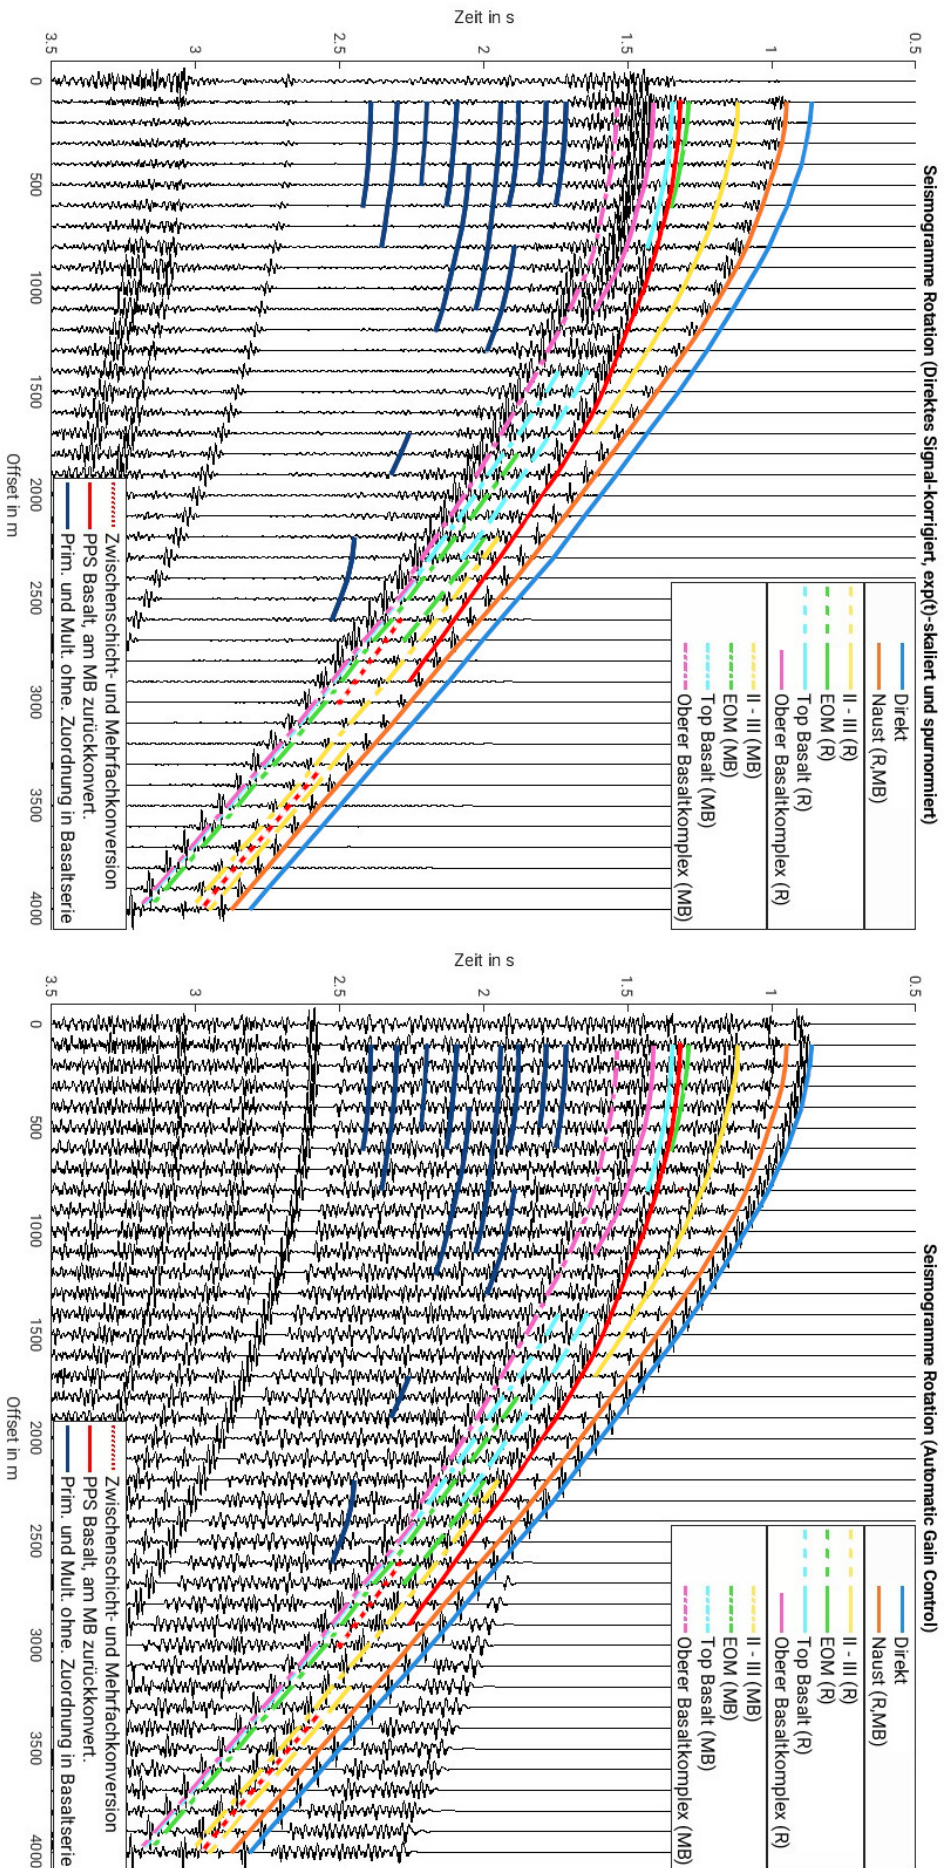 Seismogramme Rotation (Direktes Signal-korrigiert, exp(t)-skaliert und spurnormiert)
Zeit in s
0.5
1
1.5
2
2.5
3
3.5
0
500
1000
1500
2000
2500
3000
3500
4000
Offset in m
Direkt
Naust (R,MB)
II - III (R)
EOM (R)
Top Basalt (R)
Oberer Basaltkomplex (R)
II - III (MB)
EOM (MB)
Top Basalt (MB)
Oberer Basaltkomplex (MB)
Zwischenschicht- und Mehrfachkonversion
PPS Basalt, am MB zurückkonvert.
Prim. und Mult. ohne. Zuordnung in Basaltserie
Seismogramme Rotation (Automatic Gain Control)
Zeit in s
0.5
1
1.5
2
2.5
3
3.5
0
500
1000
1500
2000
2500
3000
3500
4000
Offset in m
Direkt
Naust (R,MB)
II - III (R)
EOM (R)
Top Basalt (R)
Oberer Basaltkomplex (R)
II - III (MB)
EOM (MB)
Top Basalt (MB)
Oberer Basaltkomplex (MB)
Zwischenschicht- und Mehrfachkonversion
PPS Basalt, am MB zurückkonvert.
Prim. und Mult. ohne. Zuordnung in Basaltserie